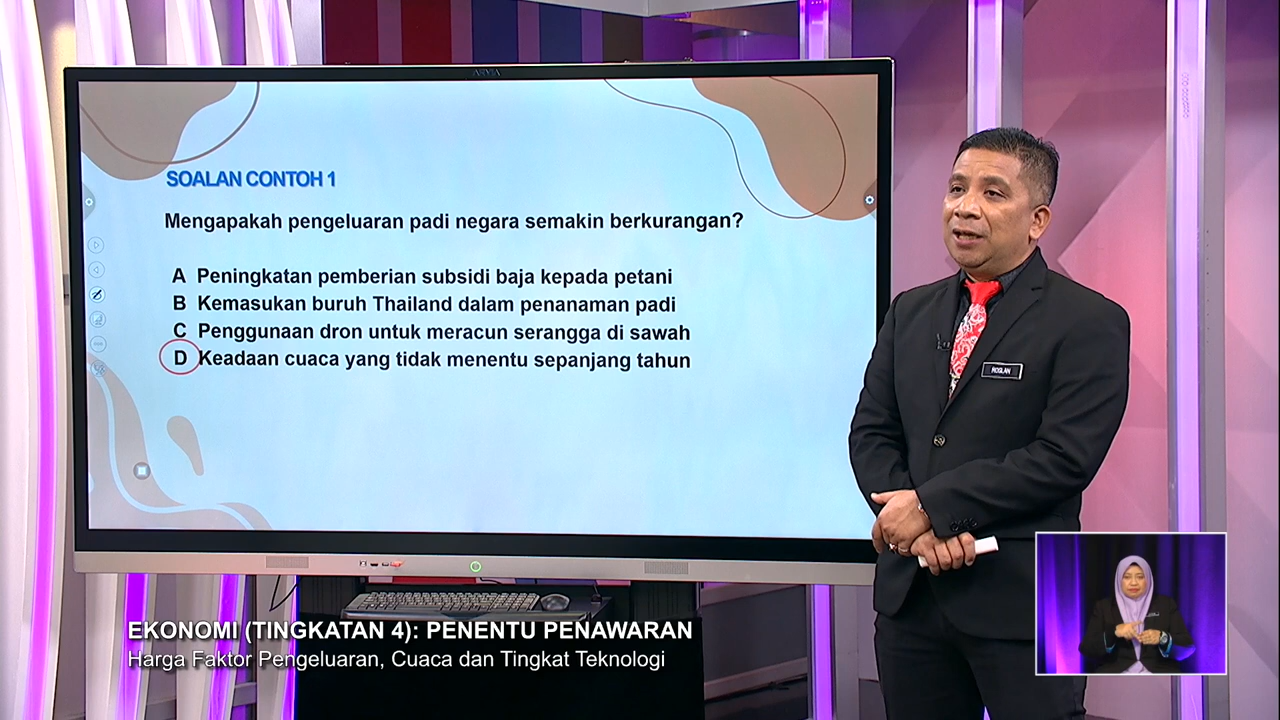 SOALAN CONTOH 1
Mengapakah pengeluaran padi negara semakin berkurangan?
A Peningkatan pemberian subsidi baja kepada petani
B Kemasukan buruh Thailand dalam penanaman padi
C Penggunaan dron untuk meracun serangga di sawah
D Keadaan cuaca yang tidak menentu sepanjang tahun
ROSLAN
EKONOMI (TINGKATAN 4): PENENTU PENAWARAN
Harga Faktor Pengeluaran, Cuaca dan Tingkat Teknologi